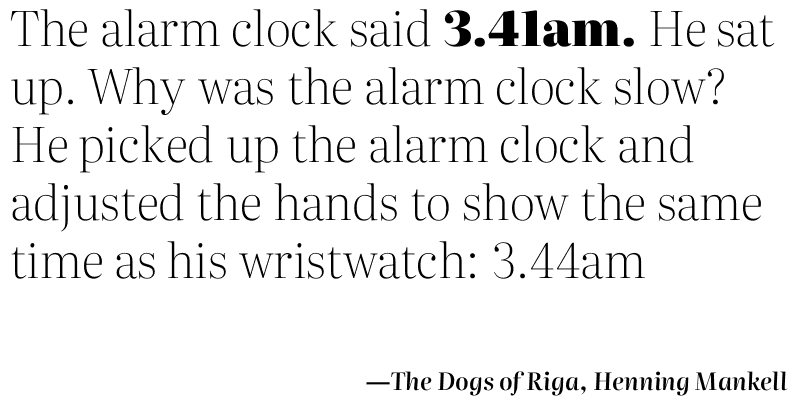 The alarm clock said 3.41am. He sat
up. Why was the alarm clock slow?
He picked up the alarm clock and
adjusted the hands to show the same
time as his wristwatch: 3.44am
—The Dogs of Riga, Henning Mankell